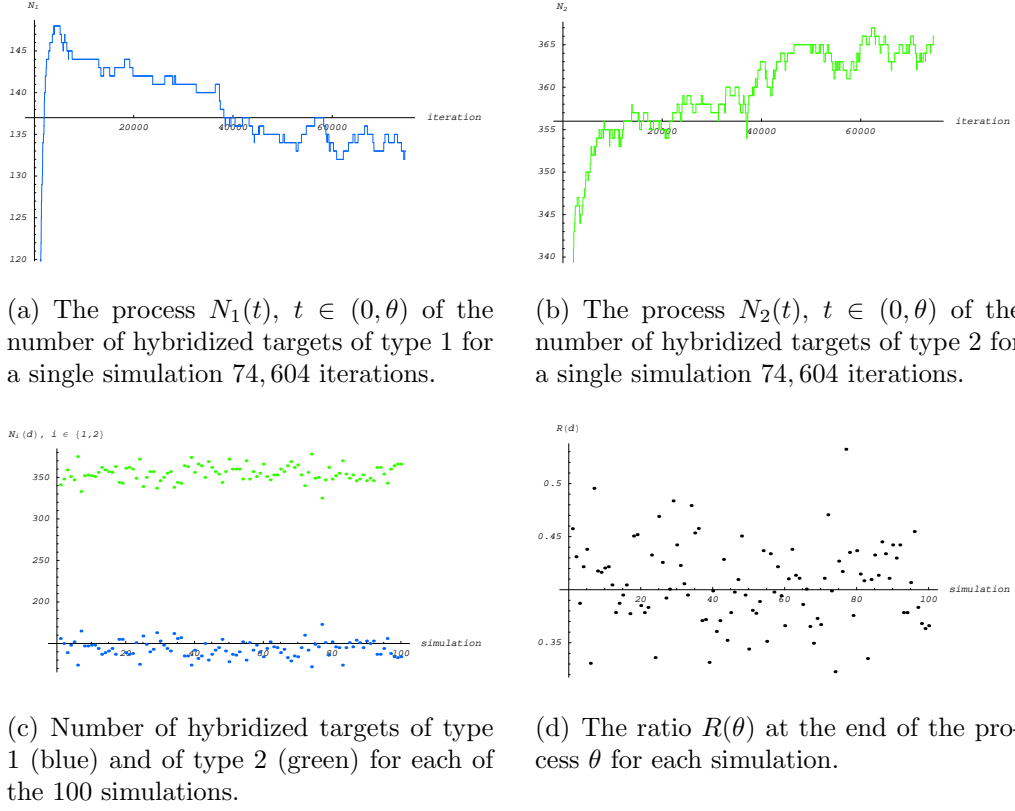 N₁
145
140
135
130
125
120
20000
40000
60000
iteration
(a) The process N₁(t), t ∈ (0, θ) of the
number of hybridized targets of type 1 for
a single simulation 74, 604 iterations.
N₂
365
360
355
350
345
340
20000
40000
60000
iteration
(b) The process N₂(t), t ∈ (0, θ) of the
number of hybridized targets of type 2 for
a single simulation 74, 604 iterations.
Nᵢ(d), i ∈ {1,2}
350
300
250
200
20
40
60
80
100
simulation
(c) Number of hybridized targets of type
1 (blue) and of type 2 (green) for each of
the 100 simulations.
R(d)
0.5
0.45
0.35
20
40
60
80
100
simulation
(d) The ratio R(θ) at the end of the pro-
cess θ for each simulation.